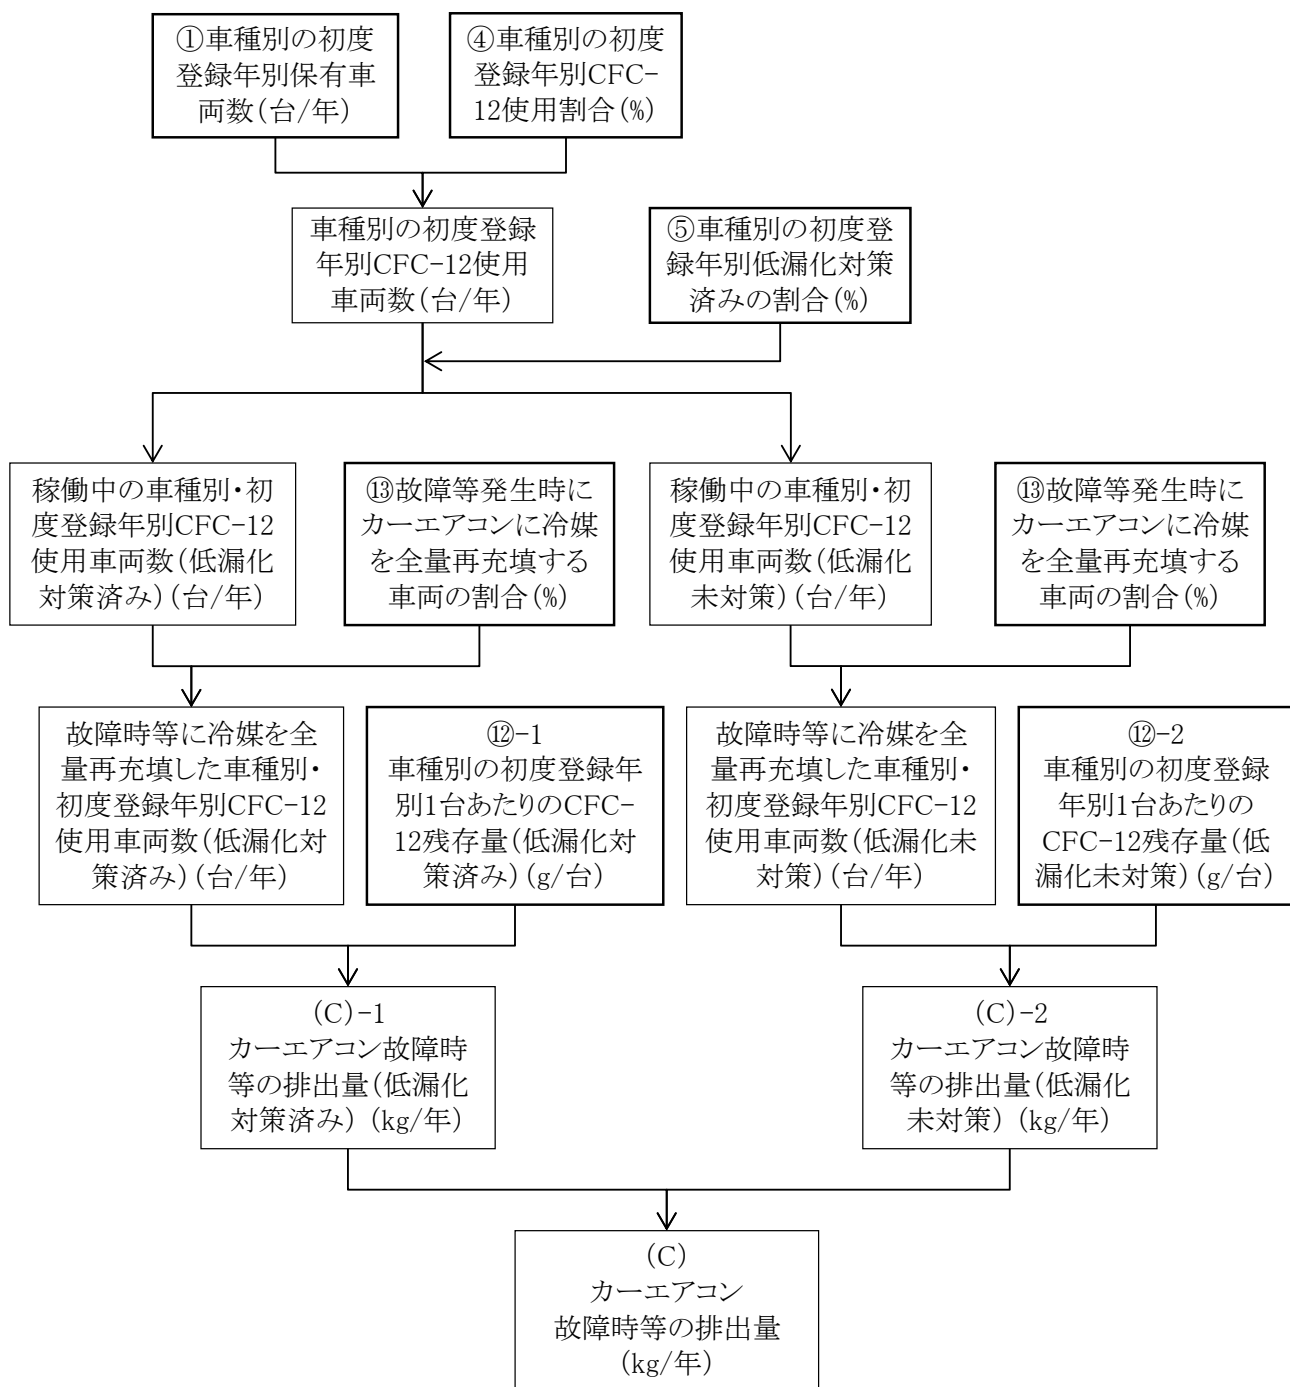 ①車種別の初度
登録年別保有車
両数(台/年)
④車種別の初度
登録年別CFC-
12使用割合(%)
車種別の初度登録
年別CFC-12使用
車両数(台/年)
⑤車種別の初度登
録年別低漏化対策
済みの割合(%)
稼働中の車種別・初
度登録年別CFC-12
使用車両数(低漏化
対策済み)(台/年)
⑬故障等発生時に
カーエアコンに冷媒
を全量再充填する
車両の割合(%)
稼働中の車種別・初
度登録年別CFC-12
使用車両数(低漏化
未対策)(台/年)
⑬故障等発生時に
カーエアコンに冷媒
を全量再充填する
車両の割合(%)
故障時等に冷媒を全
量再充填した車種別・
初度登録年別CFC-12
使用車両数(低漏化対
策済み)(台/年)
⑫-1
車種別の初度登録年
別1台あたりのCFC-
12残存量(低漏化対
策済み)(g/台)
故障時等に冷媒を全
量再充填した車種別・
初度登録年別CFC-12
使用車両数(低漏化未
対策)(台/年)
⑫-2
車種別の初度登録
年別1台あたりの
CFC-12残存量(低
漏化未対策)(g/台)
(C)-1
カーエアコン故障時
等の排出量(低漏化
対策済み) (kg/年)
(C)-2
カーエアコン故障時
等の排出量(低漏化
未対策) (kg/年)
(C)
カーエアコン
故障時等の排出量
(kg/年)